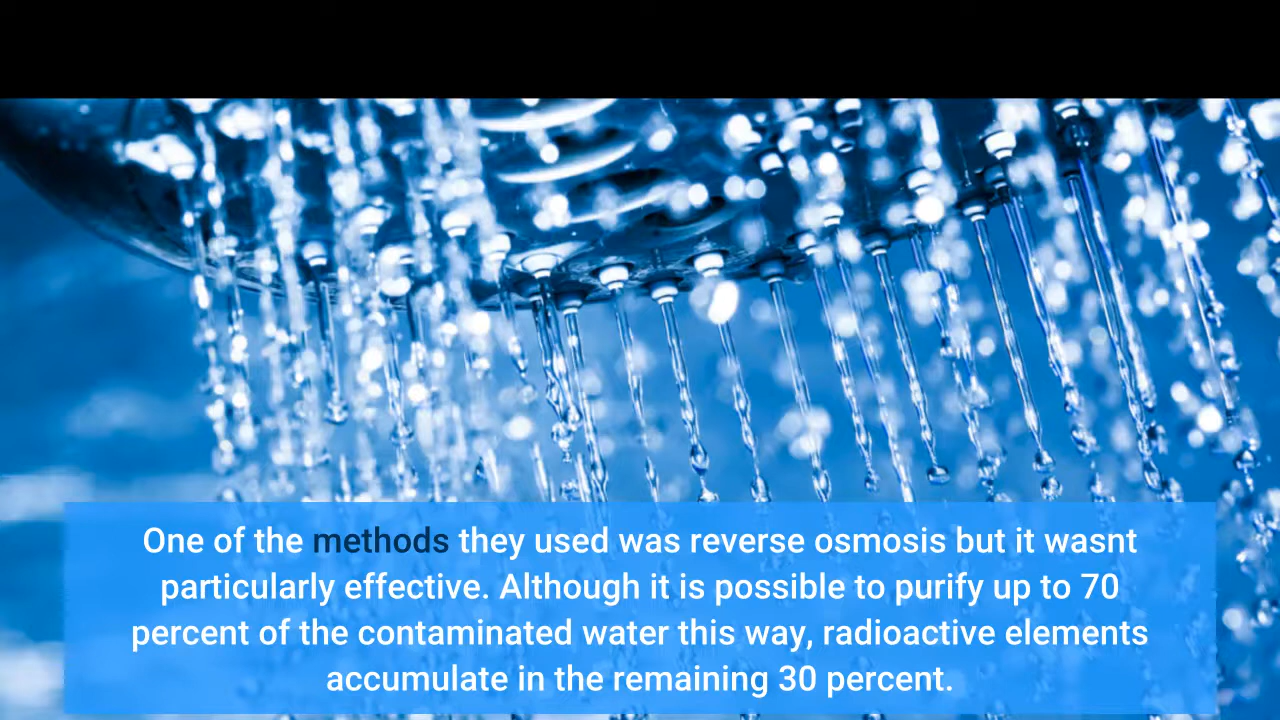 One of the methods they used was reverse osmosis but it wasnt
particularly effective. Although it is possible to purify up to 70
percent of the contaminated water this way, radioactive elements
accumulate in the remaining 30 percent.